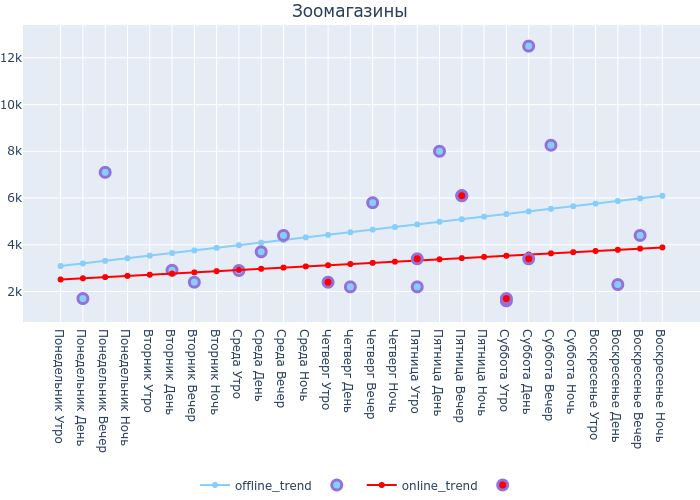 Зоомагазины
12k
10k
8k
6k
4k
2k
Понедельник Утро
Понедельник День
Понедельник Вечер
Понедельник Ночь
Вторник Утро
Вторник День
Вторник Вечер
Вторник Ночь
Среда Утро
Среда День
Среда Вечер
Среда Ночь
Четверг Утро
Четверг День
Четверг Вечер
Четверг Ночь
Пятница Утро
Пятница День
Пятница Вечер
Пятница Ночь
Суббота Утро
Суббота День
Суббота Вечер
Суббота Ночь
Воскресенье Утро
Воскресенье День
Воскресенье Вечер
Воскресенье Ночь
offline_trend online_trend